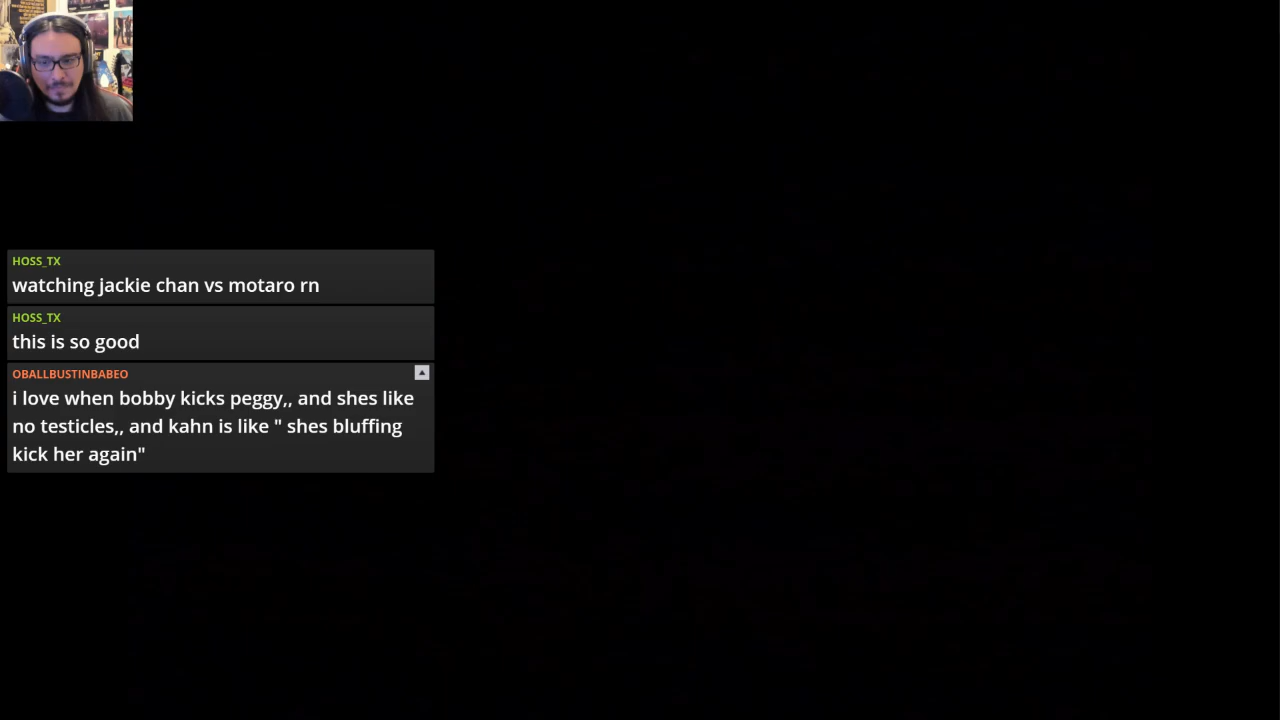 HOSS_TX
watching jackie chan vs motaro rn
HOSS_TX
this is so good
OBALLBUSTINBABEO
i love when bobby kicks peggy,, and shes like
no testicles,, and kahn is like " shes bluffing
kick her again"